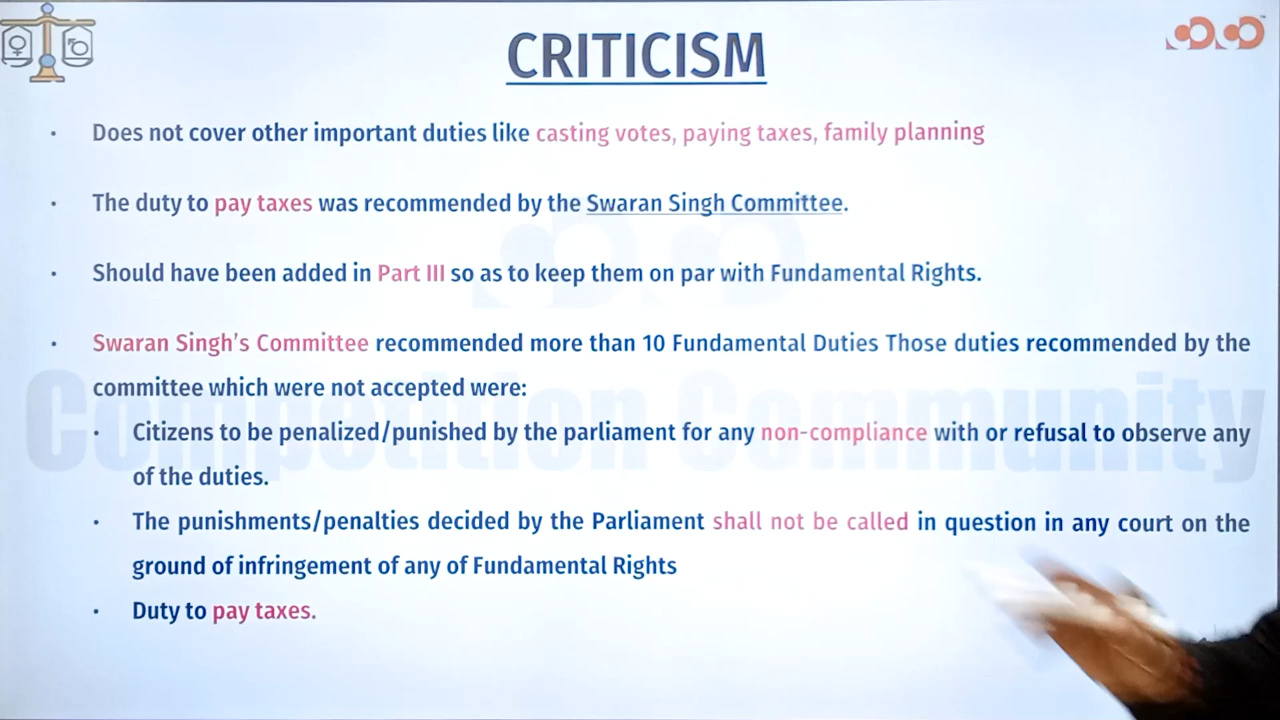 CRITICISM
• Does not cover other important duties like casting votes, paying taxes, family planning
• The duty to pay taxes was recommended by the Swaran Singh Committee.
• Should have been added in Part III so as to keep them on par with Fundamental Rights.
• Swaran Singh's Committee recommended more than 10 Fundamental Duties Those duties recommended by the
committee which were not accepted were:
• Citizens to be penalized/punished by the parliament for any non-compliance with or refusal to observe any
of the duties.
• The punishments/penalties decided by the Parliament shall not be called in question in any court on the
ground of infringement of any of Fundamental Rights
• Duty to pay taxes.
Competition Community